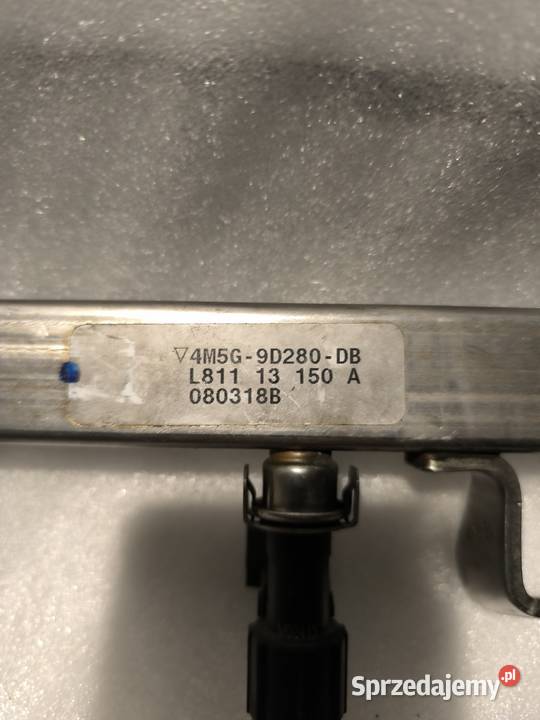 ▽4M5G-9D280-DB
L811 13 150 A
080318B
Sprzedajemy.pl